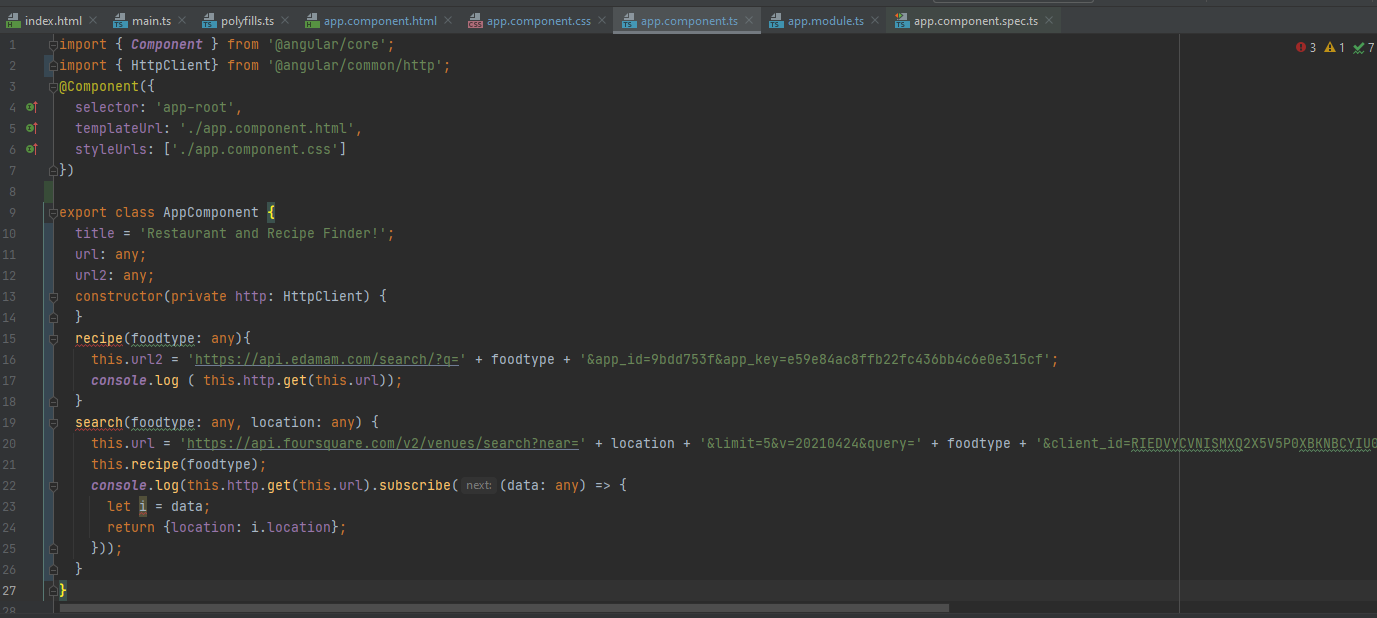 index.html main.ts polyfills.ts app.component.html app.component.css app.component.ts app.module.ts app.component.spec.ts
3 1 7
1 import { Component } from '@angular/core';
2 import { HttpClient} from '@angular/common/http';
3 @Component({
4 selector: 'app-root',
5 templateUrl: './app.component.html',
6 styleUrls: ['./app.component.css']
7 })
8
9 export class AppComponent {
10 title = 'Restaurant and Recipe Finder!';
11 url: any;
12 url2: any;
13 constructor(private http: HttpClient) {
14 }
15 recipe(foodtype: any){
16 this.url2 = 'https://api.edamam.com/search/?q=' + foodtype + '&app_id=9bdd753f&app_key=e59e84ac8ffb22fc436bb4c6e0e315cf';
17 console.log ( this.http.get(this.url));
18 }
19 search(foodtype: any, location: any) {
20 this.url = 'https://api.foursquare.com/v2/venues/search?near=' + location + '&limit=5&v=20210424&query=' + foodtype + '&client_id=RIEDVYCVNISMXQ2X5V5P0XBKNBCYIU
21 this.recipe(foodtype);
22 console.log(this.http.get(this.url).subscribe( next: (data: any) => {
23 let i = data;
24 return {location: i.location};
25 }));
26 }
27 }
28